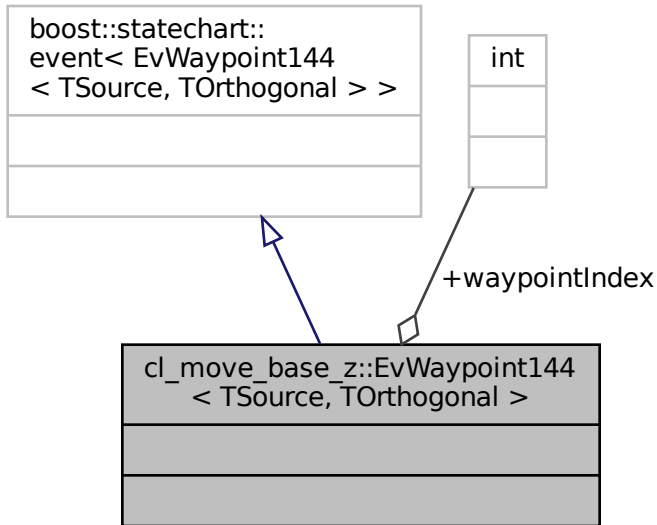 boost::statechart::
event< EvWaypoint144
< TSource, TOrthogonal > >
int
+waypointIndex
cl_move_base_z::EvWaypoint144
< TSource, TOrthogonal >